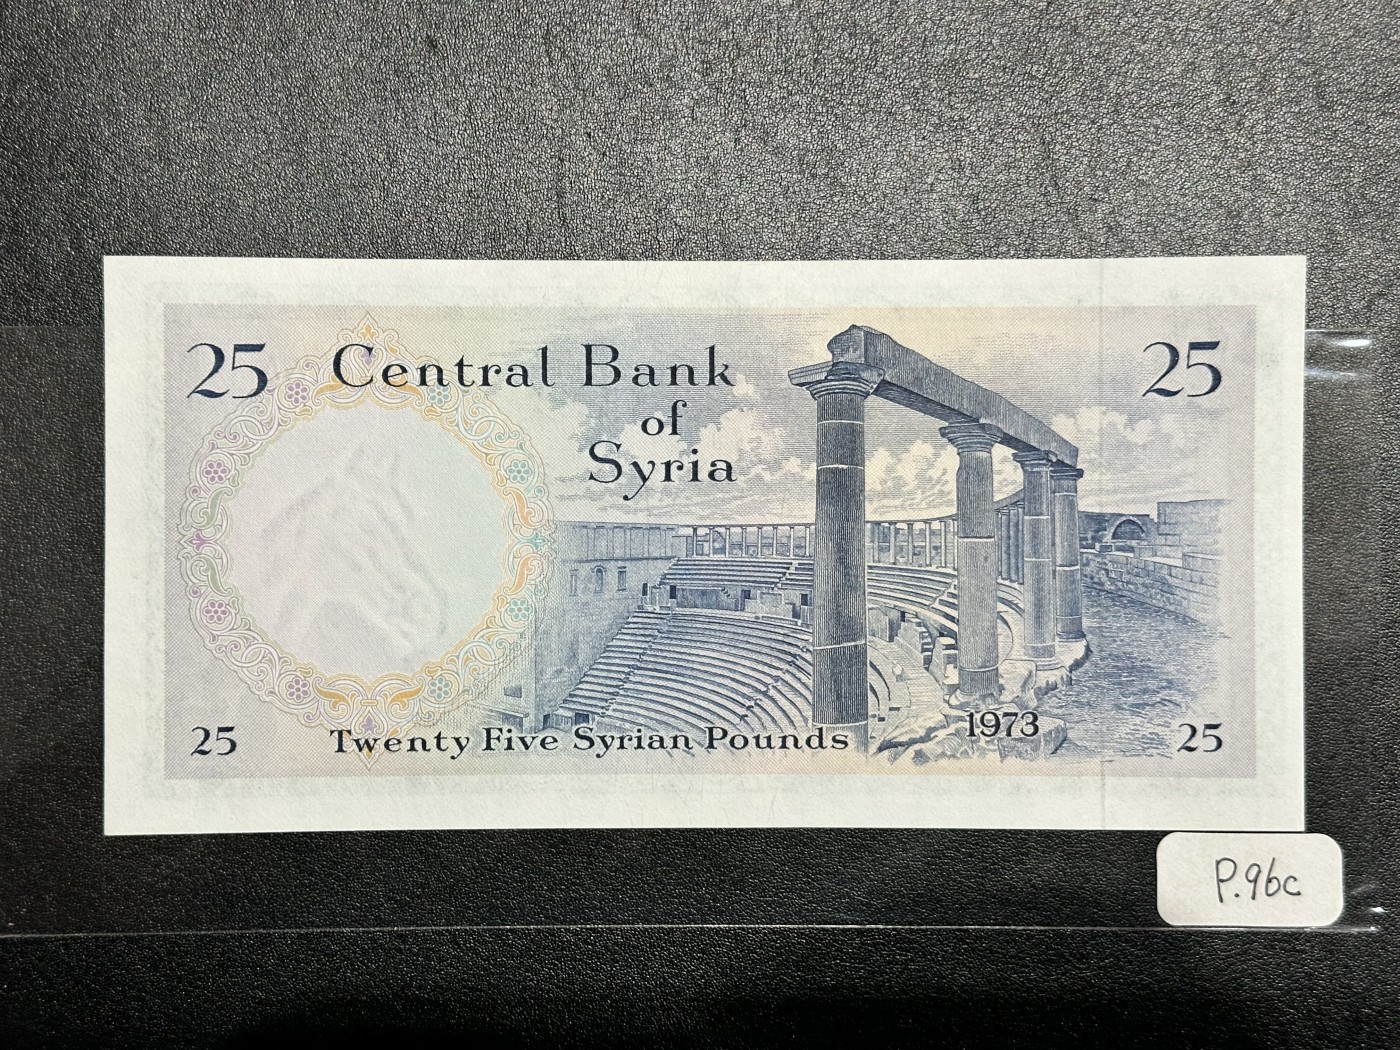 25
Central Bank
of
Syria
25
25
Twenty Five Syrian Pounds
1973
25
P.96c